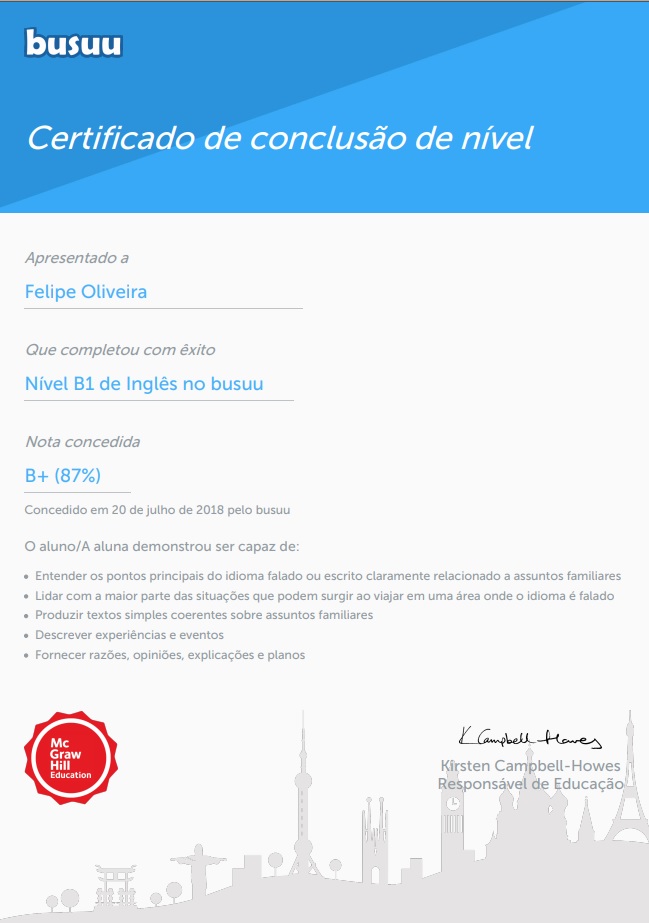 busuu
Certificado de conclusão de nível
Apresentado a
Felipe Oliveira
Que completou com êxito
Nível B1 de Inglês no busuu
Nota concedida
B+ (87%)
Concedido em 20 de julho de 2018 pelo busuu
O aluno/A aluna demonstrou ser capaz de:
• Entender os pontos principais do idioma falado ou escrito claramente relacionado a assuntos familiares
• Lidar com a maior parte das situações que podem surgir ao viajar em uma área onde o idioma é falado
• Produzir textos simples coerentes sobre assuntos familiares
• Descrever experiências e eventos
• Fornecer razões, opiniões, explicações e planos
Mc
Graw
Hill
Education
K Campbell-Howes
Kirsten Campbell-Howes
Responsável de Educação